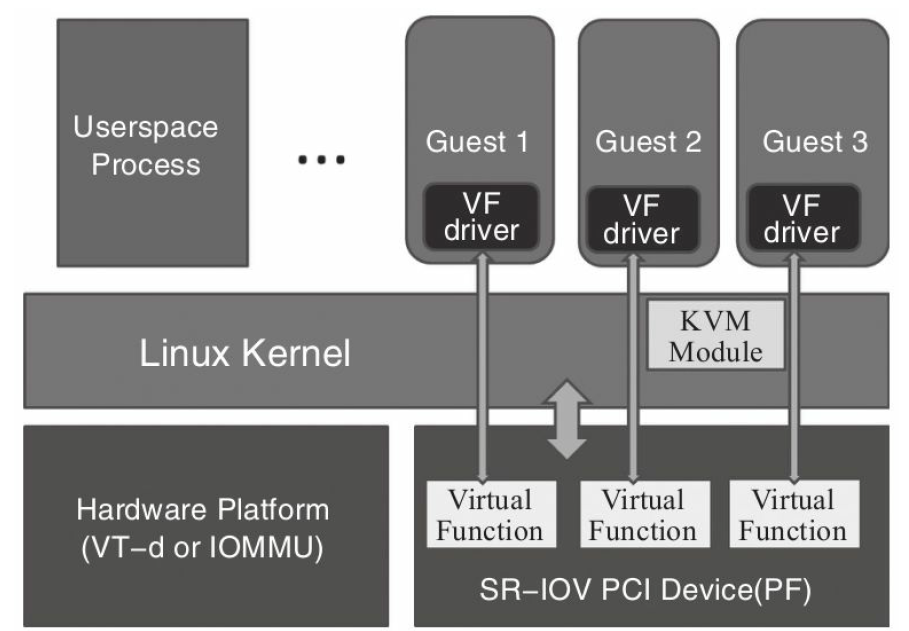 Userspace
Process
...
Guest 1
Guest 2
Guest 3
VF
driver
VF
driver
VF
driver
Linux Kernel
KVM
Module
Hardware Platform
(VT-d or IOMMU)
Virtual
Function
Virtual
Function
Virtual
Function
SR-IOV PCI Device(PF)